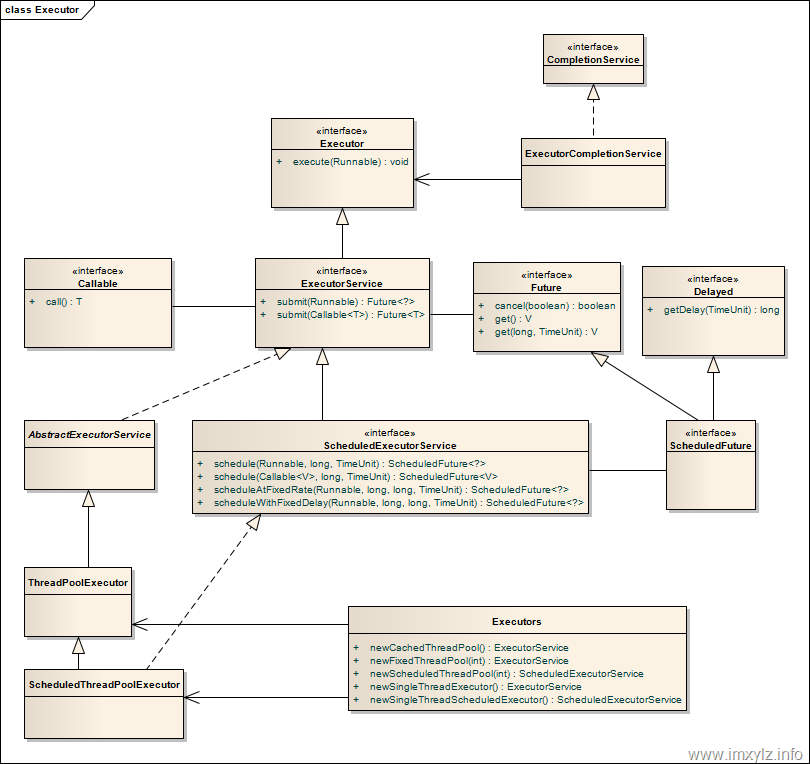 class Executor
«interface»
CompletionService
«interface»
Executor
+ execute(Runnable) : void
ExecutorCompletionService
«interface»
Callable
+ call() : T
«interface»
ExecutorService
+ submit(Runnable) : Future<?>
+ submit(Callable<T>) : Future<T>
«interface»
Future
+ cancel(boolean) : boolean
+ get() : V
+ get(long, TimeUnit) : V
«interface»
Delayed
+ getDelay(TimeUnit) : long
AbstractExecutorService
«interface»
ScheduledExecutorService
+ schedule(Runnable, long, TimeUnit) : ScheduledFuture<?>
+ schedule(Callable<V>, long, TimeUnit) : ScheduledFuture<V>
+ scheduleAtFixedRate(Runnable, long, long, TimeUnit) : ScheduledFuture<?>
+ scheduleWithFixedDelay(Runnable, long, long, TimeUnit) : ScheduledFuture<?>
«interface»
ScheduledFuture
ThreadPoolExecutor
Executors
+ newCachedThreadPool() : ExecutorService
+ newFixedThreadPool(int) : ExecutorService
+ newScheduledThreadPool(int) : ScheduledExecutorService
+ newSingleThreadExecutor() : ExecutorService
+ newSingleThreadScheduledExecutor() : ScheduledExecutorService
ScheduledThreadPoolExecutor
www.imxylz.info